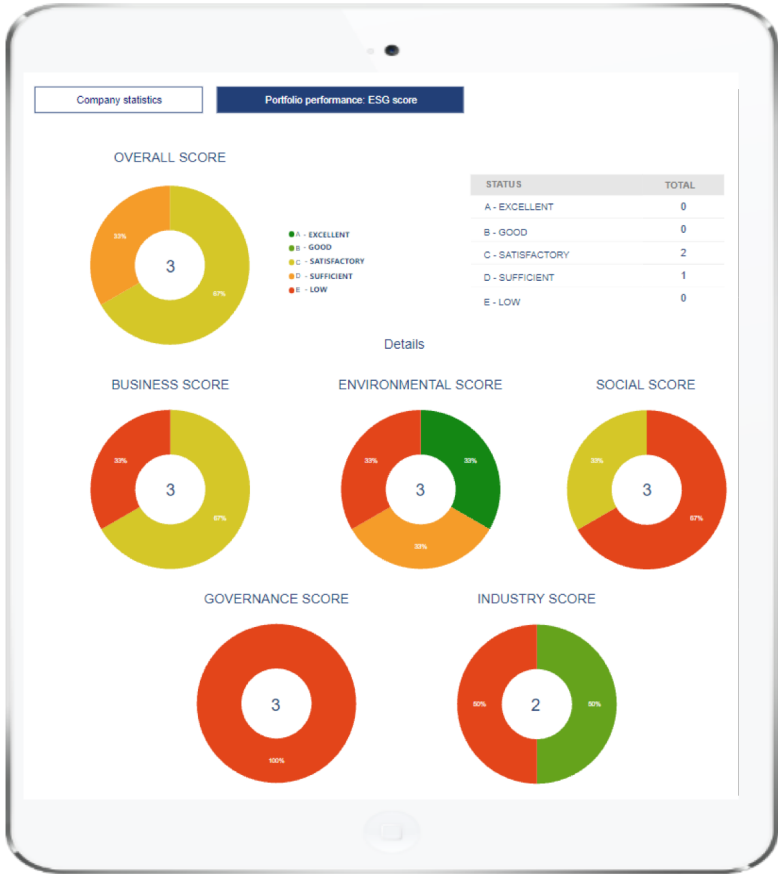 Company statistics
Portfolio performance: ESG score
OVERALL SCORE
33%
3
67%
A - EXCELLENT
B - GOOD
C - SATISFACTORY
D - SUFFICIENT
E - LOW
STATUS TOTAL
A - EXCELLENT 0
B - GOOD 0
C - SATISFACTORY 2
D - SUFFICIENT 1
E - LOW 0
Details
BUSINESS SCORE
33%
3
67%
ENVIRONMENTAL SCORE
33%
3
33%
33%
SOCIAL SCORE
33%
3
67%
GOVERNANCE SCORE
3
100%
INDUSTRY SCORE
50%
2
50%